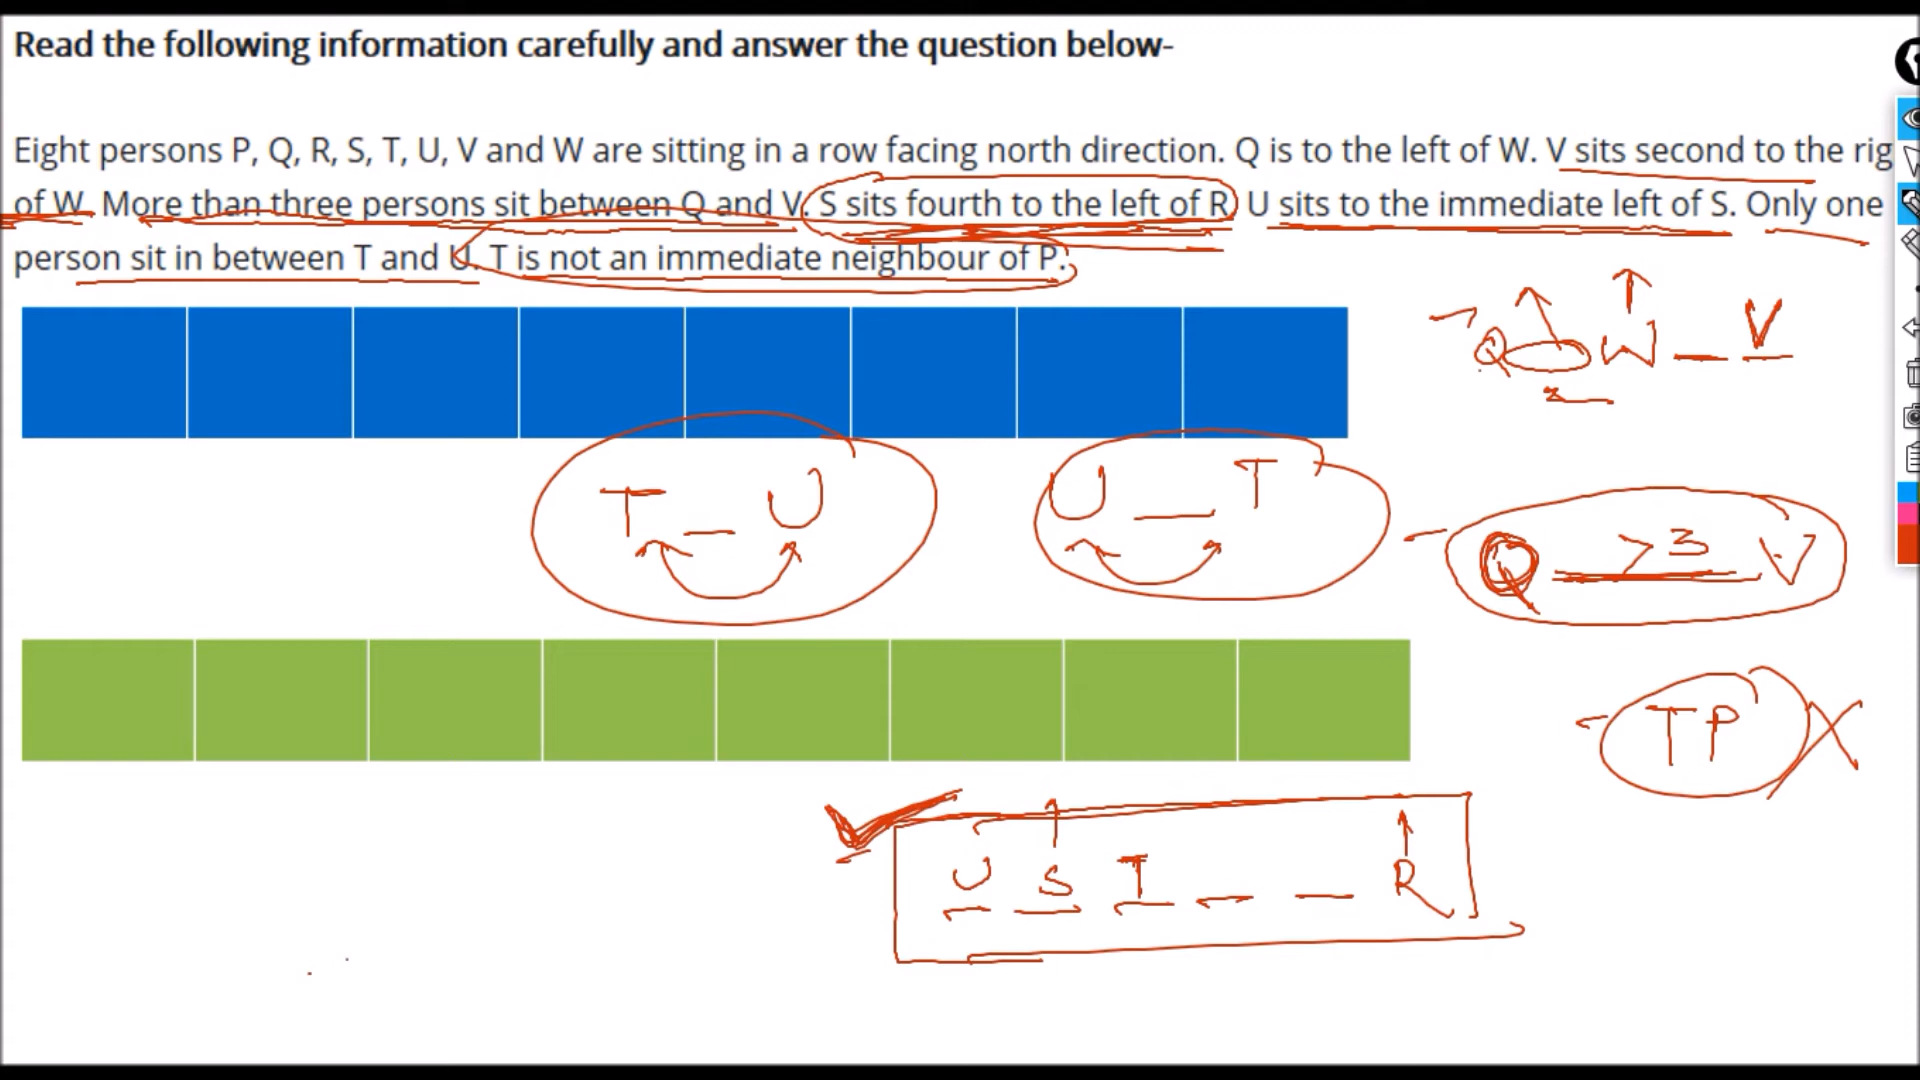 Read the following information carefully and answer the question below-
Eight persons P, Q, R, S, T, U, V and W are sitting in a row facing north direction. Q is to the left of W. V sits second to the rig
of W. More than three persons sit between Q and V. S sits fourth to the left of R. U sits to the immediate left of S. Only one
person sit in between T and U. T is not an immediate neighbour of P.
Q W _ V
T _ U U _ T
Q >3 V
TP X
U S T _ _ R